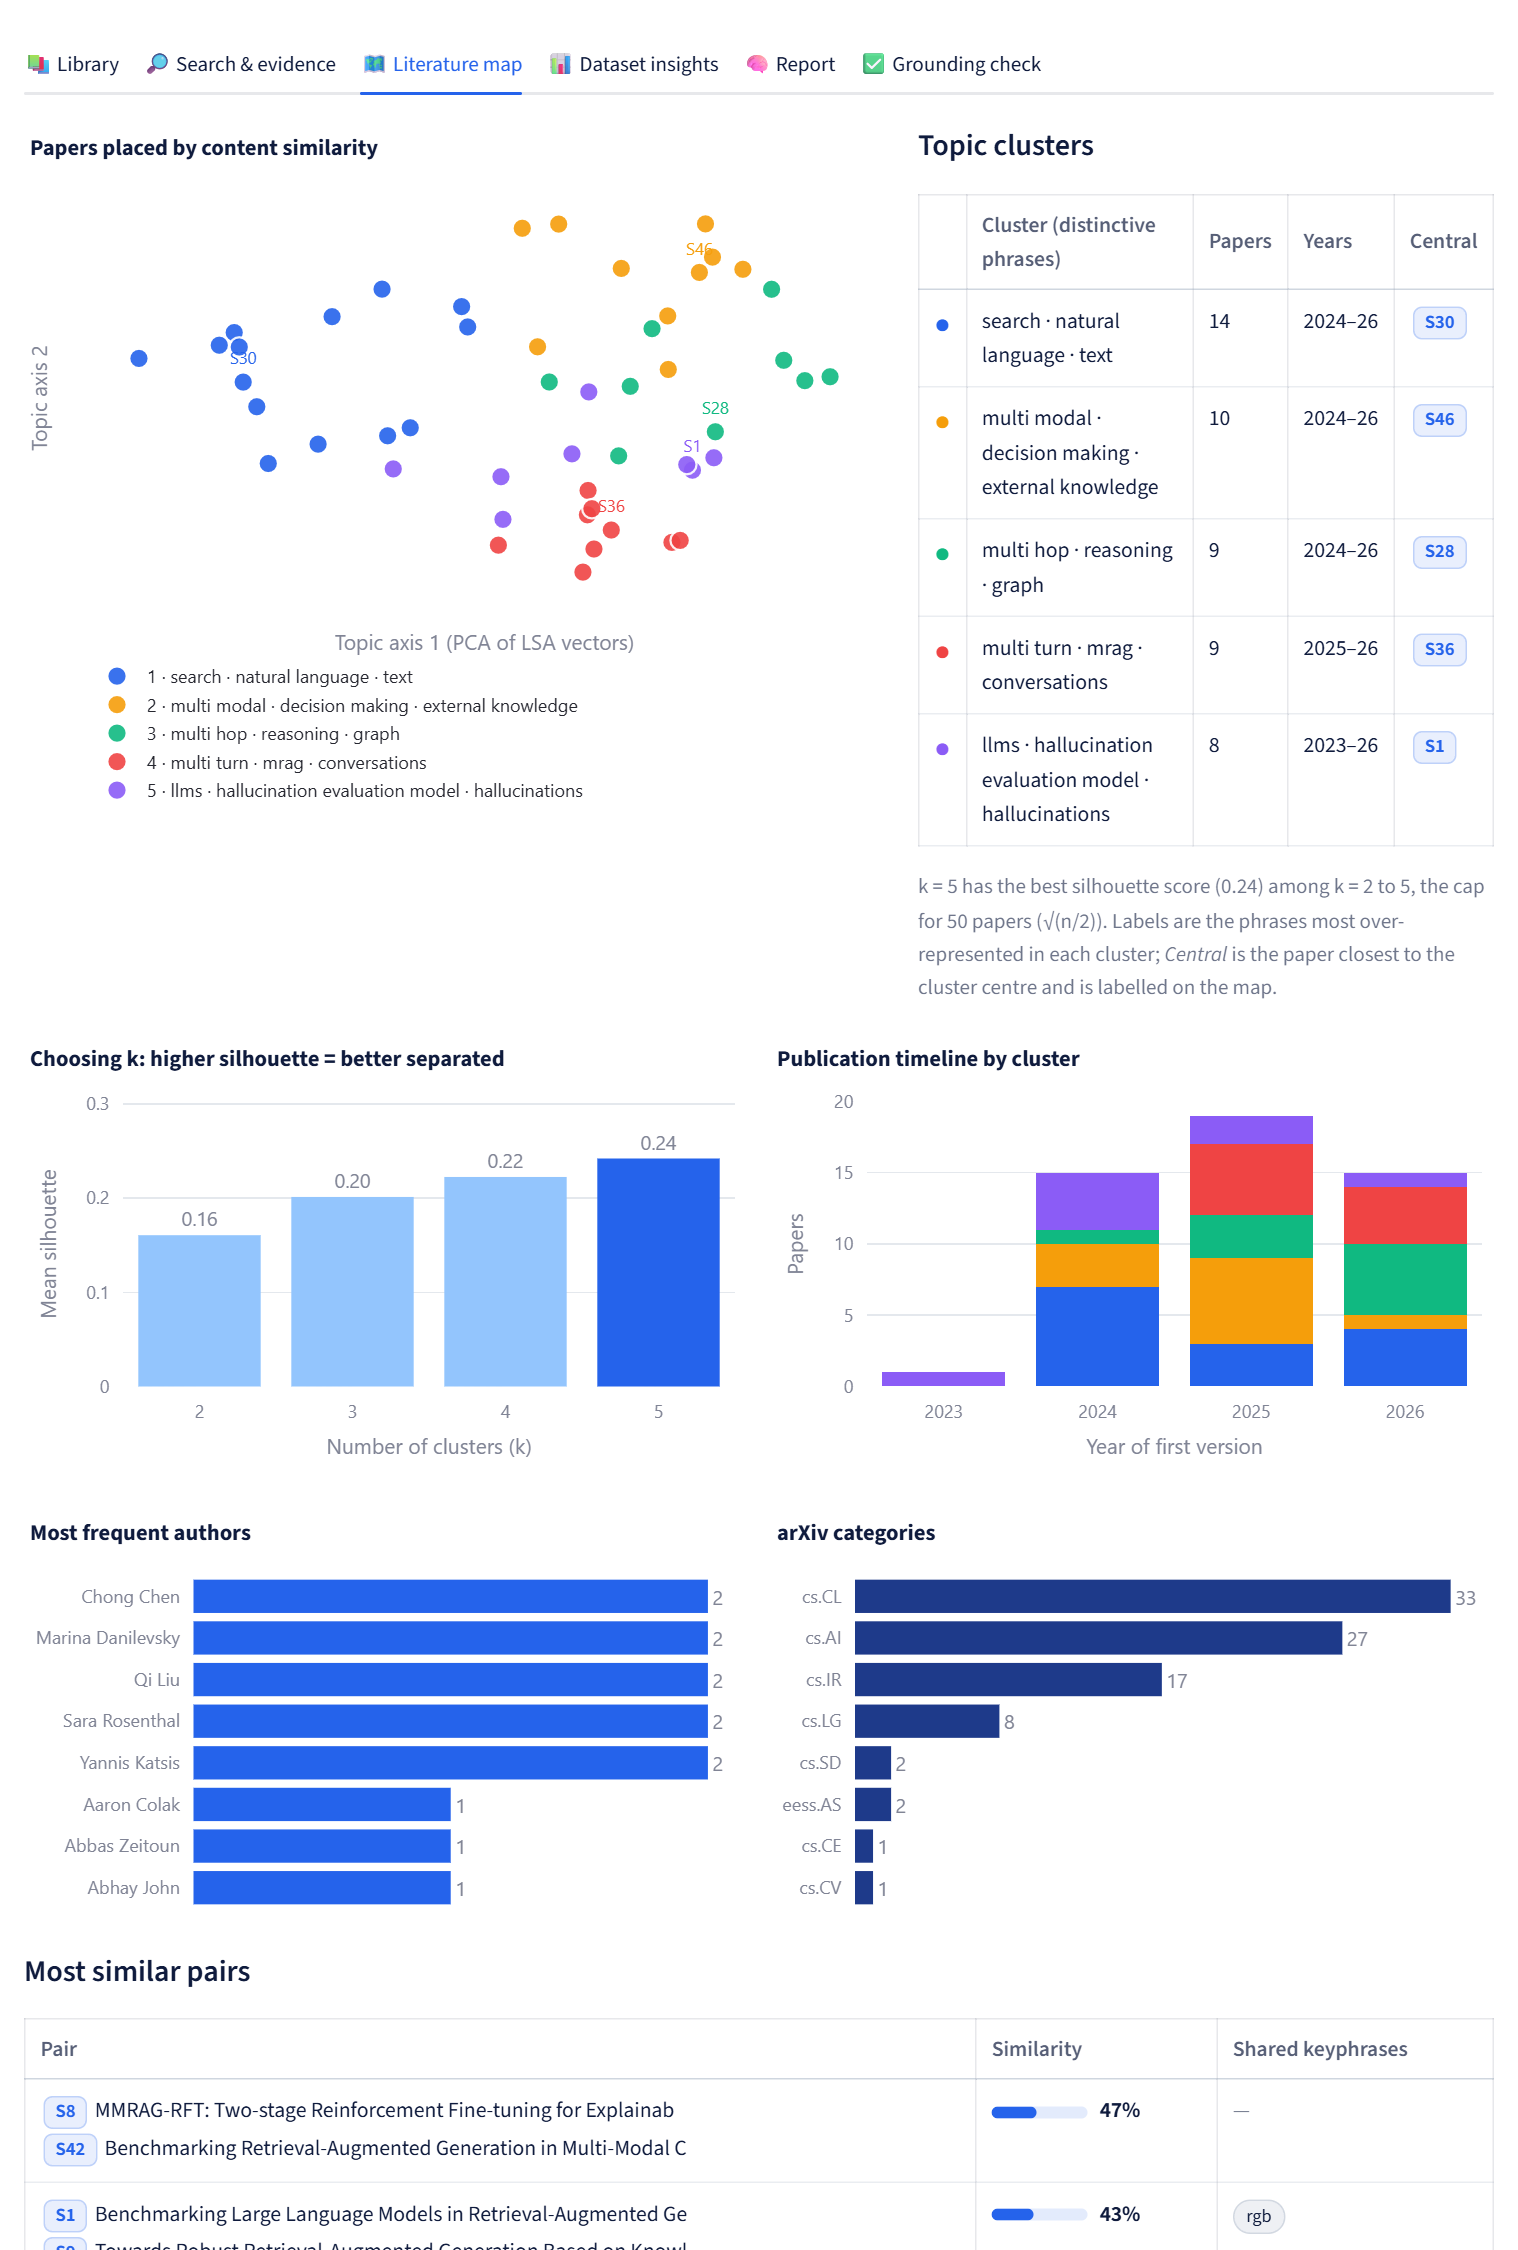 Library
Search & evidence
Literature map
Dataset insights
Report
Grounding check
Papers placed by content similarity
S46
S30
S28
S1
S36
Topic axis 2
Topic axis 1 (PCA of LSA vectors)
1 · search · natural language · text
2 · multi modal · decision making · external knowledge
3 · multi hop · reasoning · graph
4 · multi turn · mrag · conversations
5 · llms · hallucination evaluation model · hallucinations
Topic clusters
Cluster (distinctive
phrases)
Papers
Years
Central
search · natural
language · text
14
2024–26
S30
multi modal ·
decision making ·
external knowledge
10
2024–26
S46
multi hop · reasoning
· graph
9
2024–26
S28
multi turn · mrag ·
conversations
9
2025–26
S36
llms · hallucination
evaluation model ·
hallucinations
8
2023–26
S1
k = 5 has the best silhouette score (0.24) among k = 2 to 5, the cap
for 50 papers (√(n/2)). Labels are the phrases most over-
represented in each cluster; Central is the paper closest to the
cluster centre and is labelled on the map.
Choosing k: higher silhouette = better separated
Mean silhouette
0.3
0.2
0.1
0
0.16
0.20
0.22
0.24
2
3
4
5
Number of clusters (k)
Publication timeline by cluster
Papers
20
15
10
5
0
2023
2024
2025
2026
Year of first version
Most frequent authors
Chong Chen 2
Marina Danilevsky 2
Qi Liu 2
Sara Rosenthal 2
Yannis Katsis 2
Aaron Colak 1
Abbas Zeitoun 1
Abhay John 1
arXiv categories
cs.CL 33
cs.AI 27
cs.IR 17
cs.LG 8
cs.SD 2
eess.AS 2
cs.CE 1
cs.CV 1
Most similar pairs
Pair
Similarity
Shared keyphrases
S8 MMRAG-RFT: Two-stage Reinforcement Fine-tuning for Explainab
S42 Benchmarking Retrieval-Augmented Generation in Multi-Modal C
47%
—
S1 Benchmarking Large Language Models in Retrieval-Augmented Ge
43%
rgb
Towards Robust Retrieval-Augmented Generation Based on Knowl